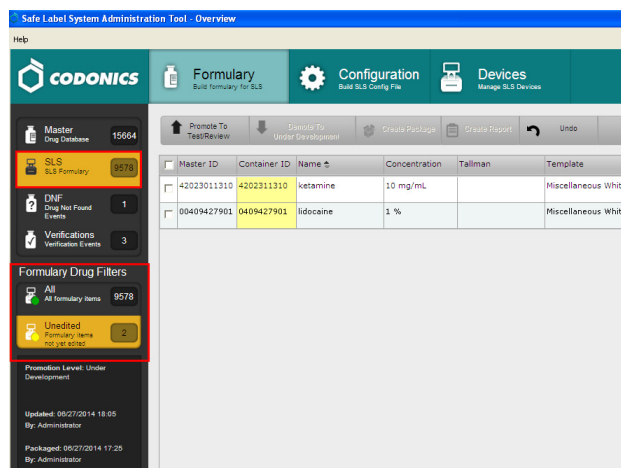 Safe Label System Administration Tool - Overview
Help
CODONICS
Formulary
Build formulary for SLS
Configuration
Build SLS Config File
Devices
Manage SLS Devices
Master
Drug Database
15664
SLS
SLS Formulary
9578
DNF
Drug Not Found
Events
1
Verifications
Verification Events
3
Formulary Drug Filters
All
All formulary items
9578
Unedited
Formulary items
not yet edited
2
Promotion Level: Under
Development
Updated: 06/27/2014 18:05
By: Administrator
Packaged: 06/27/2014 17:25
By: Administrator
Promote To
Test/Review
Demote To
Under Development
Create Package
Create Report
Undo
Master ID Container ID Name Concentration Tallman Template
42023011310 4202311310 ketamine 10 mg/mL Miscellaneous Whit
00409427901 0409427901 lidocaine 1 % Miscellaneous Whit